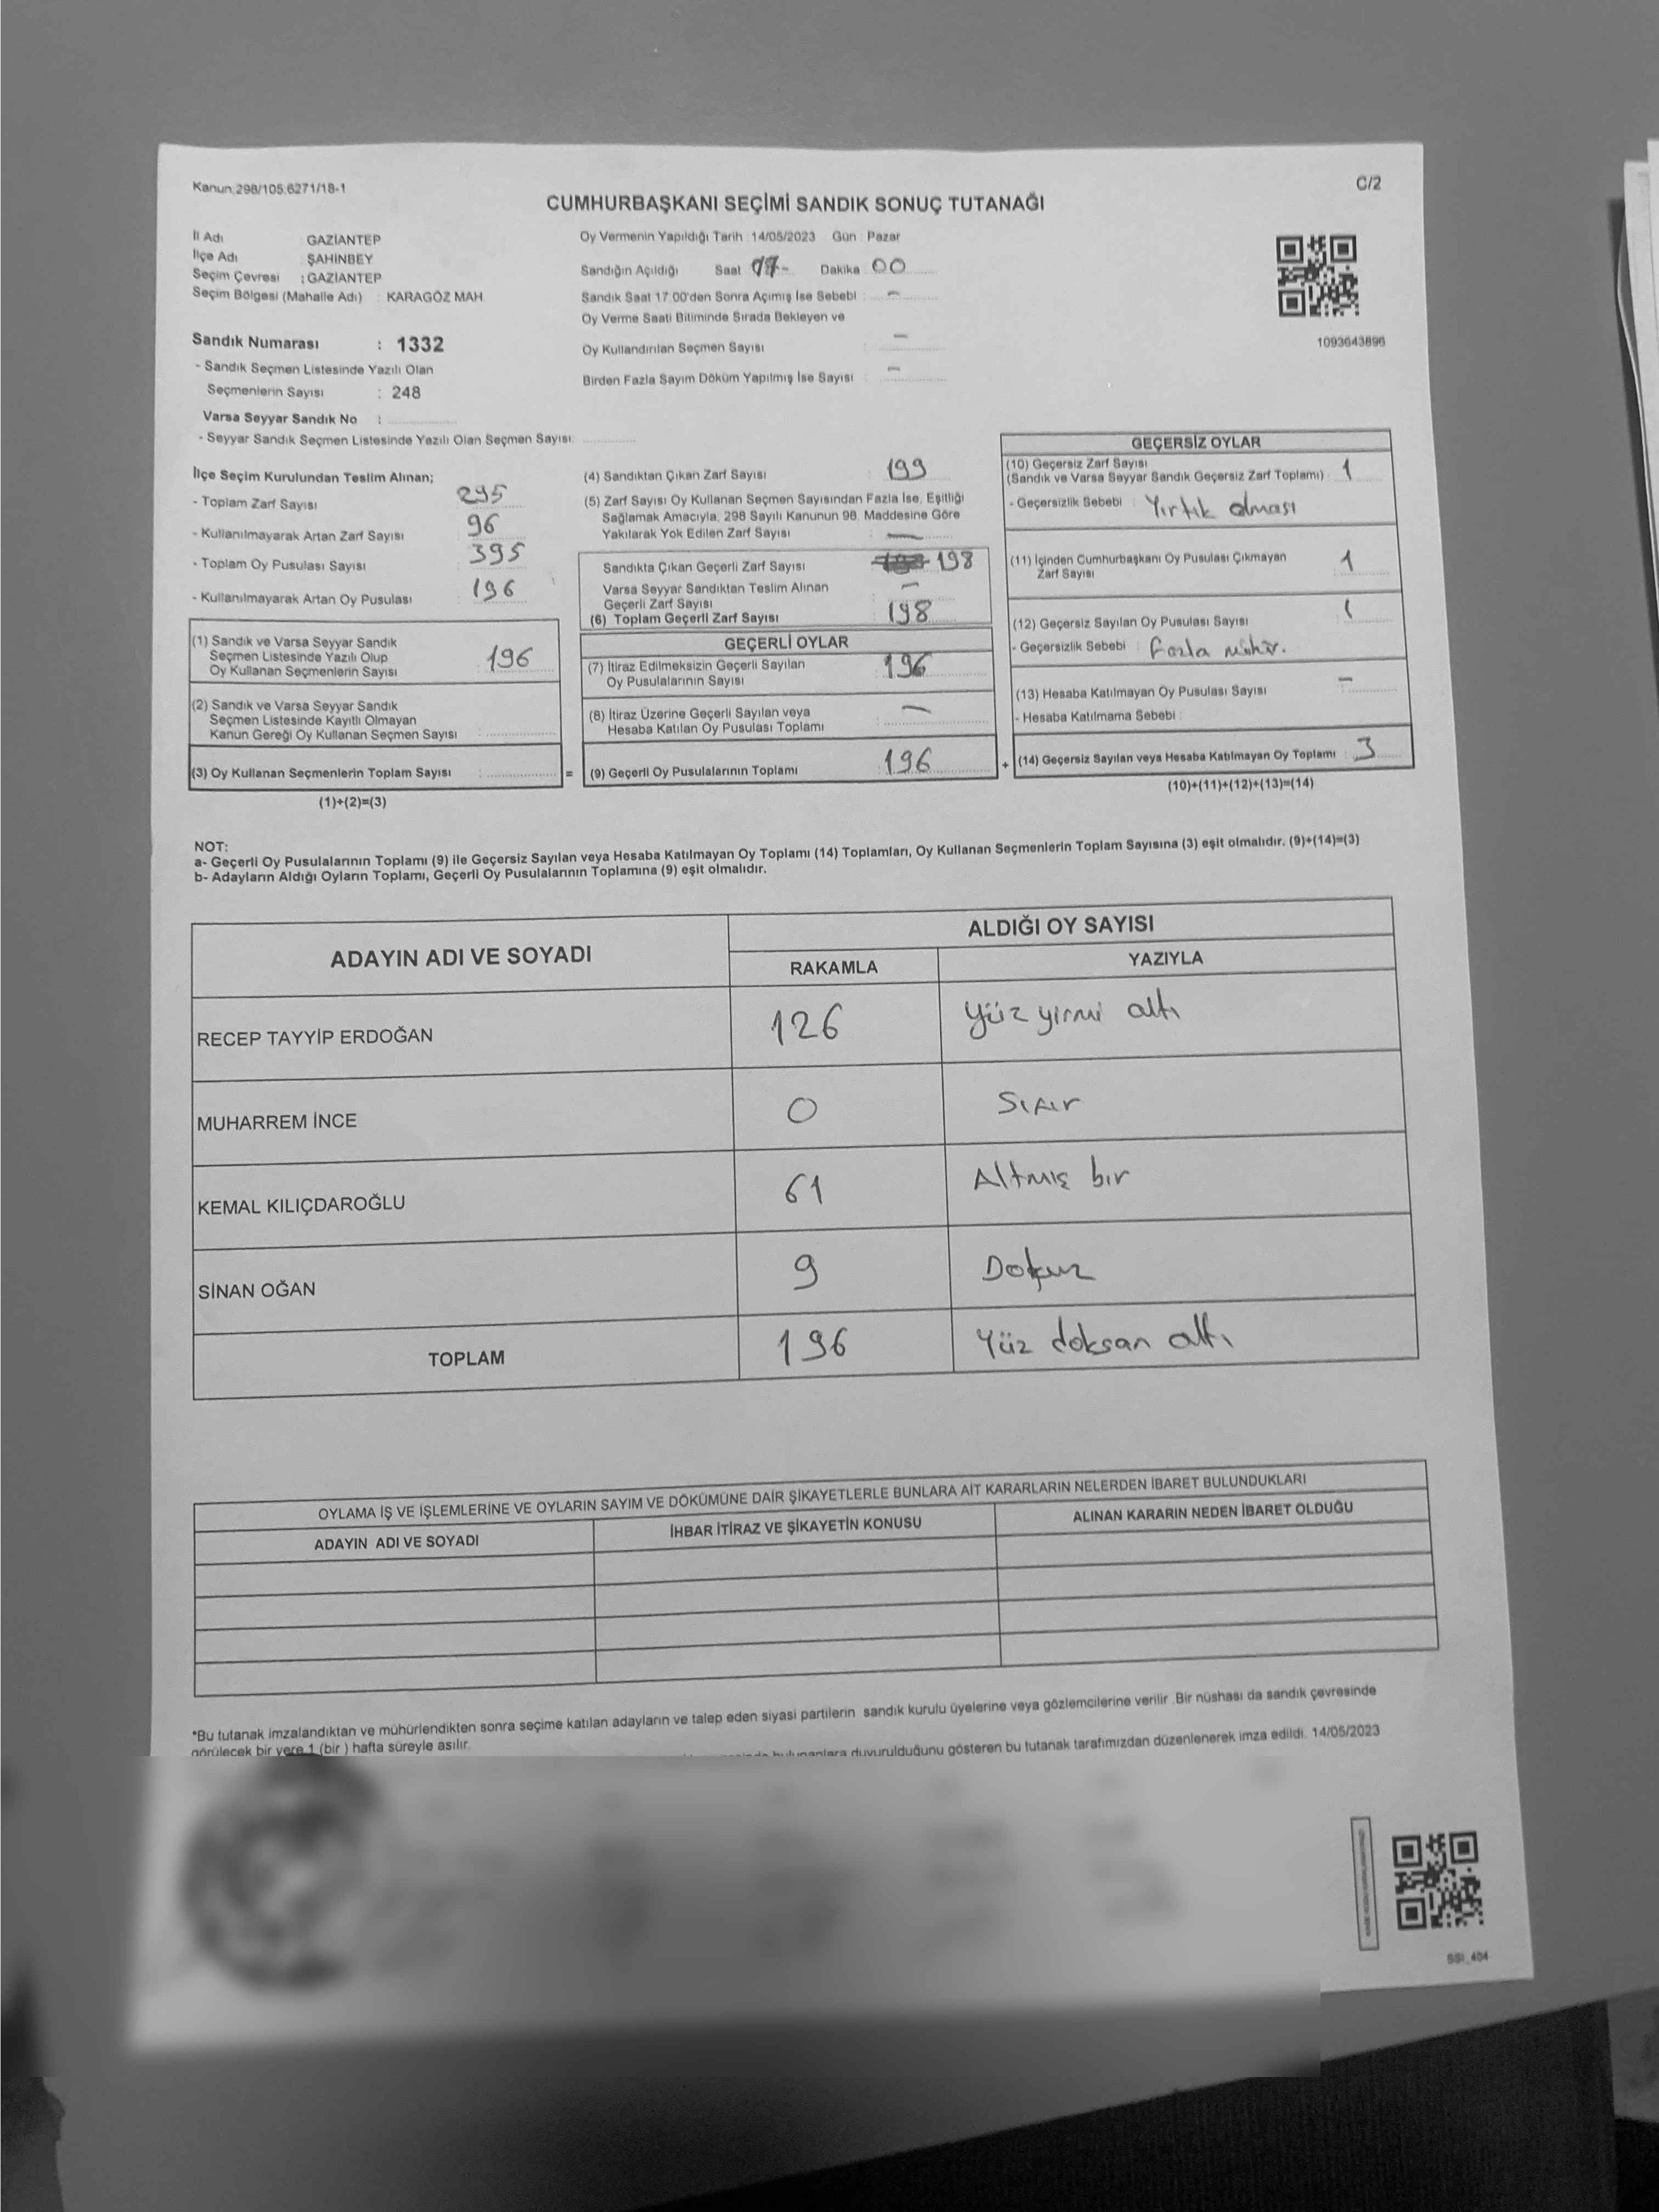 Kanun:298/105:6271/18-1
C/2
CUMHURBAŞKANI SEÇİMİ SANDIK SONUÇ TUTANAĞI
İl Adı GAZİANTEP
İlçe Adı ŞAHİNBEY
Seçim Çevresi : GAZİANTEP
Seçim Bölgesi (Mahalle Adı) : KARAGÖZ MAH.
Oy Vermenin Yapıldığı Tarih : 14/05/2023 Gün : Pazar
Sandığın Açıldığı Saat 17- Dakika 00
Sandık Saat 17:00'den Sonra Açımış İse Sebebi : -
Oy Verme Saati Bitiminde Sırada Bekleyen ve
Oy Kullandırılan Seçmen Sayısı -
Birden Fazla Sayım Döküm Yapılmış İse Sayısı : -
1093643896
Sandık Numarası : 1332
- Sandık Seçmen Listesinde Yazılı Olan
Seçmenlerin Sayısı : 248
Varsa Seyyar Sandık No :
- Seyyar Sandık Seçmen Listesinde Yazılı Olan Seçmen Sayısı:
İlçe Seçim Kurulundan Teslim Alınan;
- Toplam Zarf Sayısı 295
- Kullanılmayarak Artan Zarf Sayısı 96
- Toplam Oy Pusulası Sayısı 395
- Kullanılmayarak Artan Oy Pusulası : 196
(1) Sandık ve Varsa Seyyar Sandık
Seçmen Listesinde Yazılı Olup
Oy Kullanan Seçmenlerin Sayısı : 196
(2) Sandık ve Varsa Seyyar Sandık
Seçmen Listesinde Kayıtlı Olmayan
Kanun Gereği Oy Kullanan Seçmen Sayısı :
(3) Oy Kullanan Seçmenlerin Toplam Sayısı :
(1)+(2)=(3)
(4) Sandıktan Çıkan Zarf Sayısı : 199
(5) Zarf Sayısı Oy Kullanan Seçmen Sayısından Fazla İse, Eşitliği
Sağlamak Amacıyla, 298 Sayılı Kanunun 98. Maddesine Göre
Yakılarak Yok Edilen Zarf Sayısı -
Sandıkta Çıkan Geçerli Zarf Sayısı 198
Varsa Seyyar Sandıktan Teslim Alınan
Geçerli Zarf Sayısı -
(6) Toplam Geçerli Zarf Sayısı : 198
GEÇERLİ OYLAR
(7) İtiraz Edilmeksizin Geçerli Sayılan
Oy Pusulalarının Sayısı 196
(8) İtiraz Üzerine Geçerli Sayılan veya
Hesaba Katılan Oy Pusulası Toplamı : -
= (9) Geçerli Oy Pusulalarının Toplamı : 196
GEÇERSİZ OYLAR
(10) Geçersiz Zarf Sayısı
(Sandık ve Varsa Seyyar Sandık Geçersiz Zarf Toplamı) : 1
- Geçersizlik Sebebi : Yırtık olması
(11) İçinden Cumhurbaşkanı Oy Pusulası Çıkmayan
Zarf Sayısı 1
(12) Geçersiz Sayılan Oy Pusulası Sayısı 1
- Geçersizlik Sebebi : fazla mühür.
(13) Hesaba Katılmayan Oy Pusulası Sayısı -
- Hesaba Katılmama Sebebi :
+ (14) Geçersiz Sayılan veya Hesaba Katılmayan Oy Toplamı : 3
(10)+(11)+(12)+(13)=(14)
NOT:
a- Geçerli Oy Pusulalarının Toplamı (9) ile Geçersiz Sayılan veya Hesaba Katılmayan Oy Toplamı (14) Toplamları, Oy Kullanan Seçmenlerin Toplam Sayısına (3) eşit olmalıdır. (9)+(14)=(3)
b- Adayların Aldığı Oyların Toplamı, Geçerli Oy Pusulalarının Toplamına (9) eşit olmalıdır.
ADAYIN ADI VE SOYADI
ALDIĞI OY SAYISI
RAKAMLA YAZIYLA
RECEP TAYYİP ERDOĞAN 126 Yüz yirmi altı
MUHARREM İNCE 0 Sıfır
KEMAL KILIÇDAROĞLU 61 Altmış bir
SİNAN OĞAN 9 Dokuz
TOPLAM 196 Yüz doksan altı
OYLAMA İŞ VE İŞLEMLERİNE VE OYLARIN SAYIM VE DÖKÜMÜNE DAİR ŞİKAYETLERLE BUNLARA AİT KARARLARIN NELERDEN İBARET BULUNDUKLARI
ADAYIN ADI VE SOYADI İHBAR İTİRAZ VE ŞİKAYETİN KONUSU ALINAN KARARIN NEDEN İBARET OLDUĞU
*Bu tutanak imzalandıktan ve mühürlendikten sonra seçime katılan adayların ve talep eden siyasi partilerin sandık kurulu üyelerine veya gözlemcilerine verilir .Bir nüshası da sandık çevresinde
görülecek bir yere 1 (bir ) hafta süreyle asılır.
bulunanlara duyurulduğunu gösteren bu tutanak tarafımızdan düzenlenerek imza edildi. 14/05/2023
SSI_404